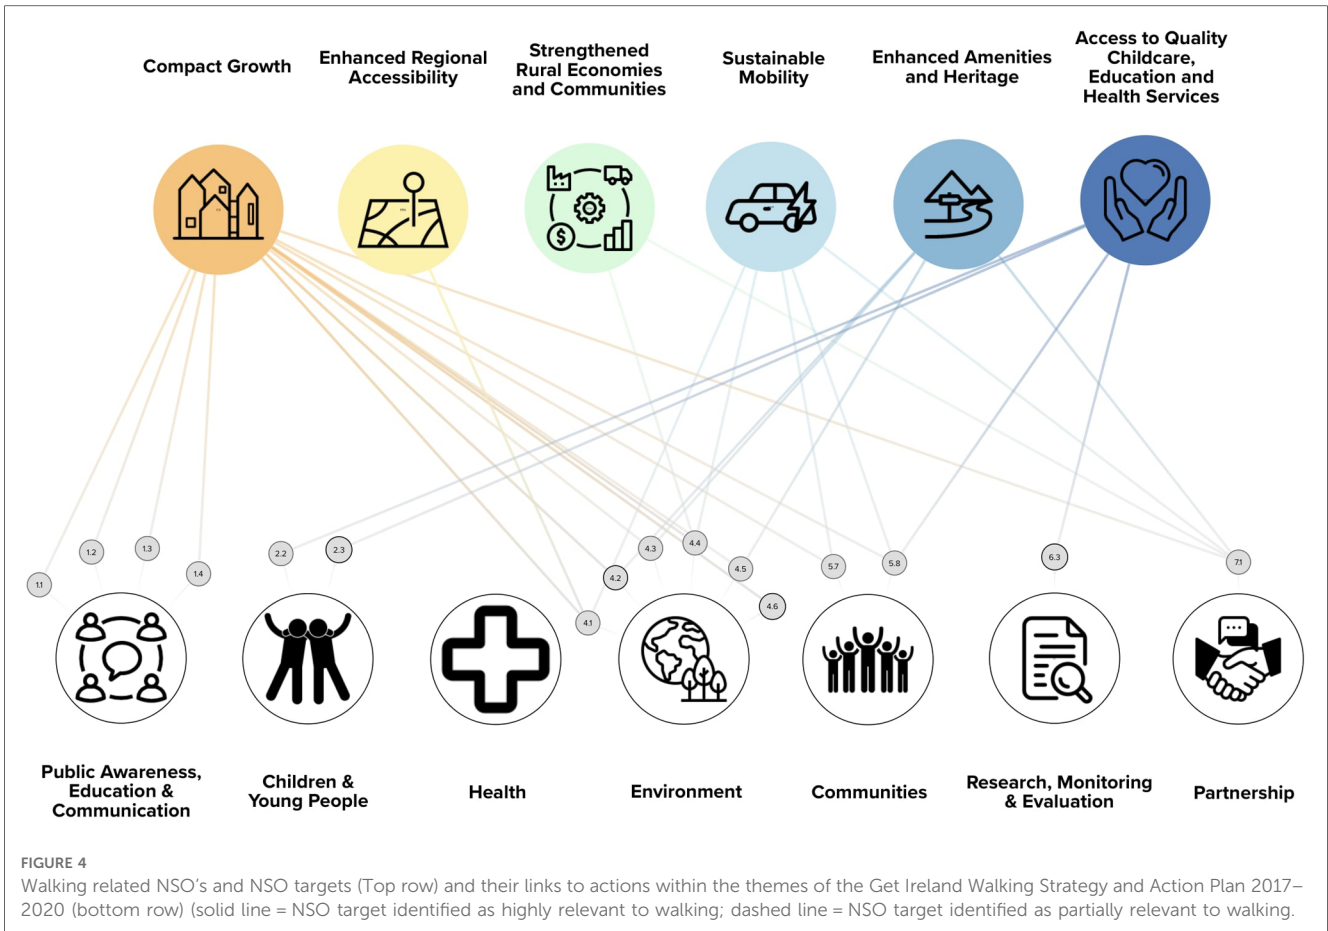 Compact Growth
Enhanced Regional
Accessibility
Strengthened
Rural Economies
and Communities
Sustainable
Mobility
Enhanced Amenities
and Heritage
Access to Quality
Childcare,
Education and
Health Services
$
1.1
1.2
1.3
1.4
2.2
2.3
4.1
4.2
4.3
4.4
4.5
4.6
5.7
5.8
6.3
7.1
Public Awareness,
Education &
Communication
Children &
Young People
Health
Environment
Communities
Research, Monitoring
& Evaluation
Partnership
FIGURE 4
Walking related NSO's and NSO targets (Top row) and their links to actions within the themes of the Get Ireland Walking Strategy and Action Plan 2017–
2020 (bottom row) (solid line = NSO target identified as highly relevant to walking; dashed line = NSO target identified as partially relevant to walking.